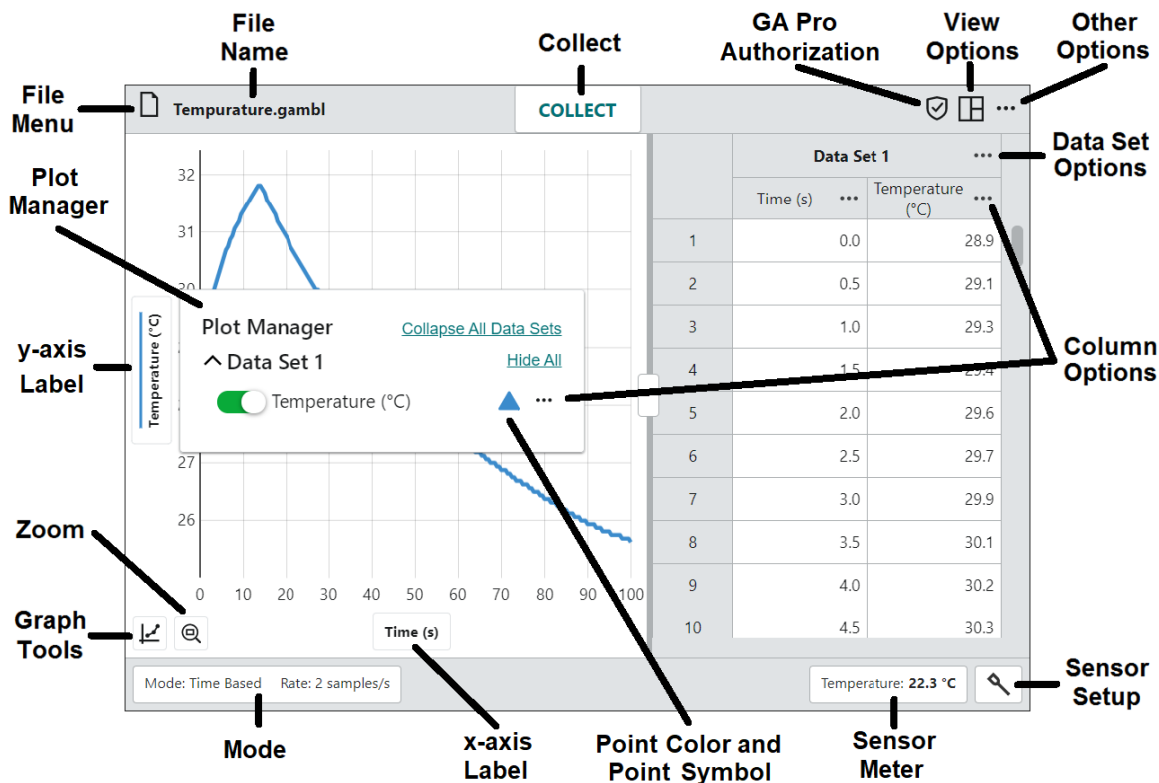 File
Name
Collect
GA Pro
Authorization
View
Options
Other
Options
File
Menu
Tempurature.gambl
COLLECT
Data Set
Options
Plot
Manager
Data Set 1
Time (s)
Temperature
(°C)
32
31
30
1 0.0 28.9
2 0.5 29.1
3 1.0 29.3
4 1.5 29.4
5 2.0 29.6
6 2.5 29.7
7 3.0 29.9
8 3.5 30.1
9 4.0 30.2
10 4.5 30.3
Plot Manager
Collapse All Data Sets
Data Set 1
Hide All
Temperature (°C)
y-axis
Label
Temperature (°C)
Column
Options
27
26
0 10 20 30 40 50 60 70 80 90 100
Zoom
Graph
Tools
Time (s)
Mode: Time Based Rate: 2 samples/s
Temperature: 22.3 °C
Sensor
Setup
Mode
x-axis
Label
Point Color and
Point Symbol
Sensor
Meter